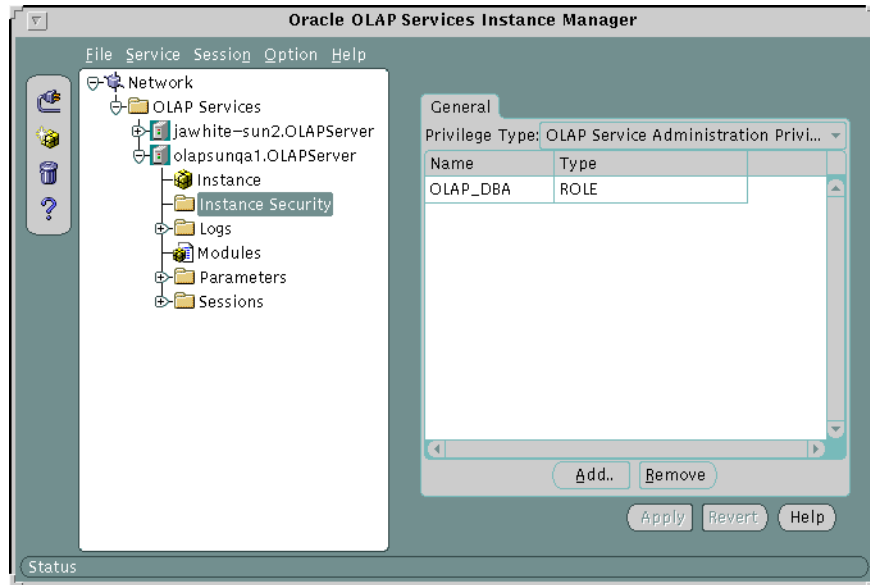 Oracle OLAP Services Instance Manager
File Service Session Option Help
Network
OLAP Services
jawhite-sun2.OLAPServer
olapsunqa1.OLAPServer
Instance
Instance Security
Logs
Modules
Parameters
Sessions
General
Privilege Type: OLAP Service Administration Privi...
Name Type
OLAP_DBA ROLE
Add.. Remove
Apply Revert Help
Status